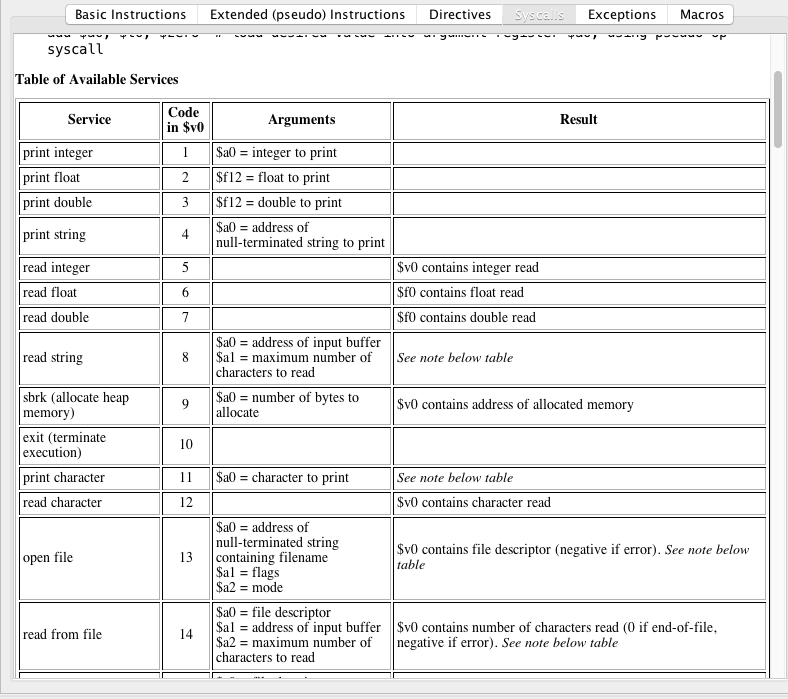 Basic Instructions Extended (pseudo) Instructions Directives Syscalls Exceptions Macros
syscall
Table of Available Services
Service Code in $v0 Arguments Result
print integer 1 $a0 = integer to print
print float 2 $f12 = float to print
print double 3 $f12 = double to print
print string 4 $a0 = address of
null-terminated string to print
read integer 5 $v0 contains integer read
read float 6 $f0 contains float read
read double 7 $f0 contains double read
read string 8 $a0 = address of input buffer
$a1 = maximum number of
characters to read
See note below table
sbrk (allocate heap
memory)
9 $a0 = number of bytes to
allocate
$v0 contains address of allocated memory
exit (terminate
execution)
10
print character 11 $a0 = character to print See note below table
read character 12 $v0 contains character read
open file 13 $a0 = address of
null-terminated string
containing filename
$a1 = flags
$a2 = mode
$v0 contains file descriptor (negative if error). See note below
table
read from file 14 $a0 = file descriptor
$a1 = address of input buffer
$a2 = maximum number of
characters to read
$v0 contains number of characters read (0 if end-of-file,
negative if error). See note below table